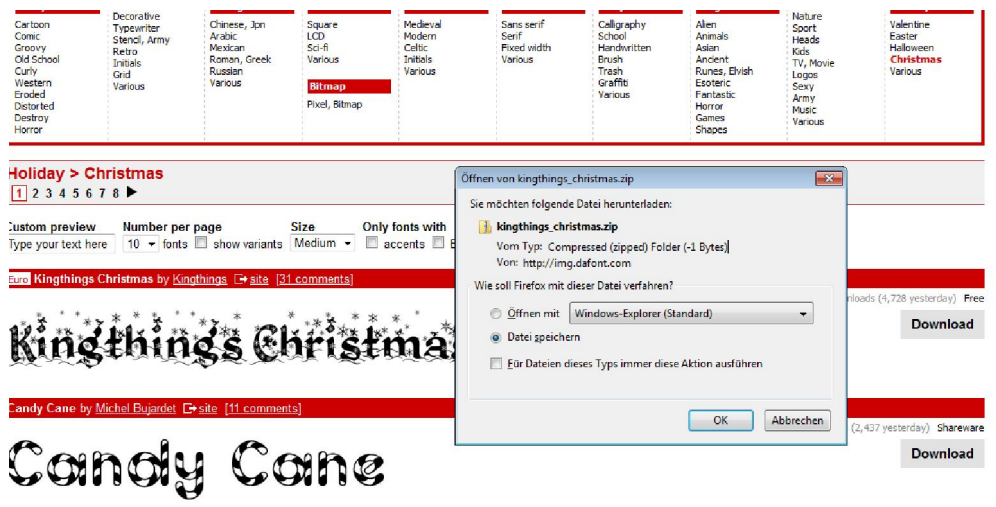 Cartoon
Comic
Groovy
Old School
Curly
Western
Eroded
Distorted
Destroy
Horror
Decorative
Typewriter
Stencil, Army
Retro
Initials
Grid
Various
Chinese, Jpn
Arabic
Mexican
Roman, Greek
Russian
Various
Square
LCD
Sci-fi
Various
Bitmap
Pixel, Bitmap
Medieval
Modern
Celtic
Initials
Various
Sans serif
Serif
Fixed width
Various
Calligraphy
School
Handwritten
Brush
Trash
Graffiti
Various
Alien
Animals
Asian
Ancient
Runes, Elvish
Esoteric
Fantastic
Horror
Games
Shapes
Nature
Sport
Heads
Kids
TV, Movie
Logos
Sexy
Army
Music
Various
Valentine
Easter
Halloween
Christmas
Various
Holiday > Christmas
1 2 3 4 5 6 7 8
Custom preview Number per page Size Only fonts with
Type your text here 10 fonts show variants Medium accents
Euro Kingthings Christmas by Kingthings site [31 comments]
(4,728 yesterday) Free
Download
Kingthings Christmas
Candy Cane by Michel Bujardet site [11 comments]
(2,437 yesterday) Shareware
Download
Candy Cane
Öffnen von kingthings_christmas.zip
Sie möchten folgende Datei herunterladen:
kingthings_christmas.zip
Vom Typ: Compressed (zipped) Folder (-1 Bytes)
Von: http://img.dafont.com
Wie soll Firefox mit dieser Datei verfahren?
Öffnen mit Windows-Explorer (Standard)
Datei speichern
Für Dateien dieses Typs immer diese Aktion ausführen
OK Abbrechen